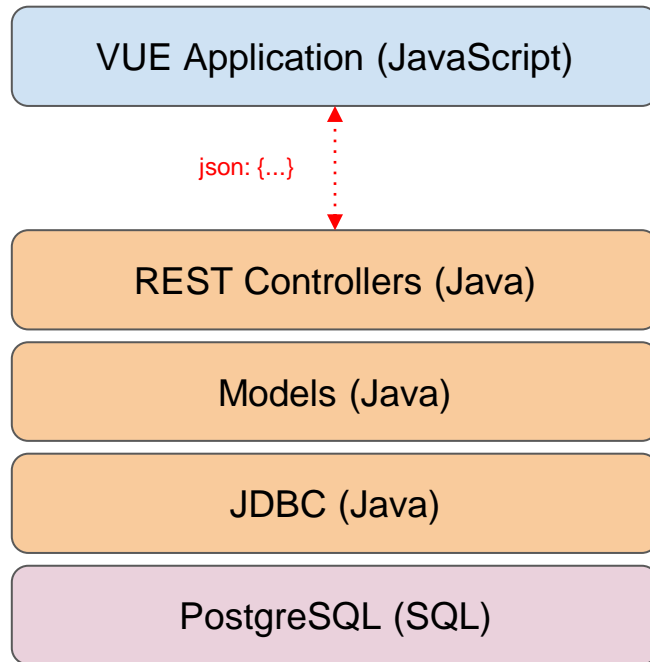 VUE Application (JavaScript)
json: {...}
REST Controllers (Java)
Models (Java)
JDBC (Java)
PostgreSQL (SQL)